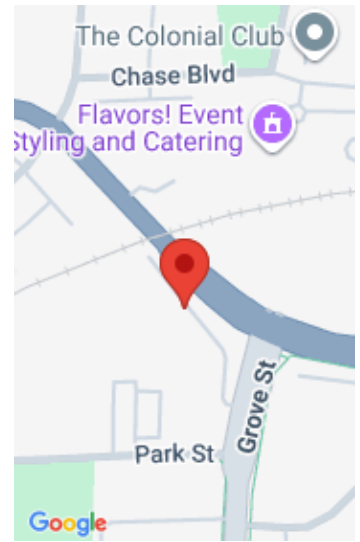 The Colonial Club
Chase Blvd
Flavors! Event
Styling and Catering
Grove St
Park St
Google